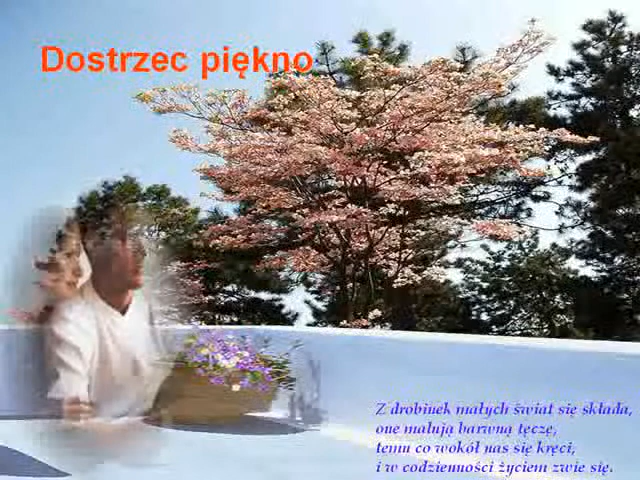 Dostrzec piękno
Z drobinek małych świat się składa,
one malują barwną tęczę,
temu co wokół nas się kręci,
i w codzienności życiem zwie się.